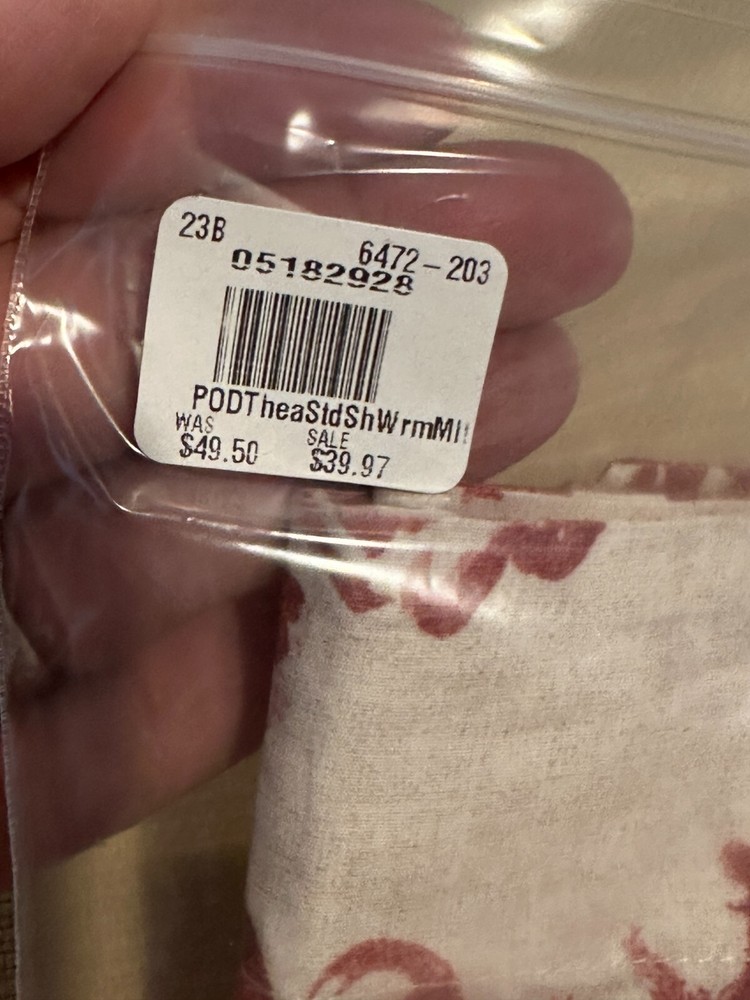 23B 6472-203
05182928
PODTheaStdShWrmMl
WAS SALE
$49.50 $39.97